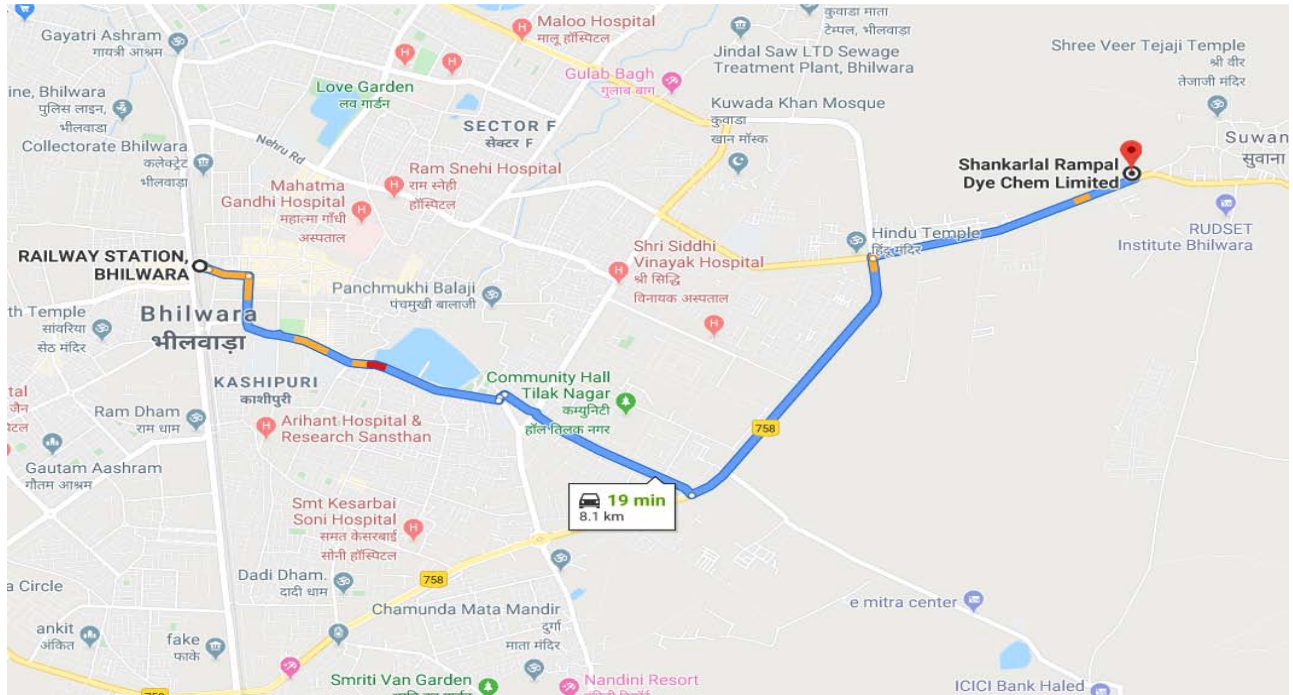 Gayatri Ashram
गायत्री आश्रम
ine, Bhilwara
पुलिस लाइन,
भीलवाड़ा
Collectorate Bhilwara
कलेक्ट्रेट
भीलवाड़ा
Love Garden
लव गार्डन
Nehru Rd
Maloo Hospital
मालू हॉस्पिटल
Gulab Bagh
गुलाब बाग
SECTOR F
सेक्टर F
Ram Snehi Hospital
राम स्नेही
हॉस्पिटल
Mahatma
Gandhi Hospital
महात्मा गाँधी
अस्पताल
कुवाडा माता
टेम्पल, भीलवाड़ा
Jindal Saw LTD Sewage
Treatment Plant, Bhilwara
Kuwada Khan Mosque
कुवाडा
खान मॉस्क
Shree Veer Tejaji Temple
श्री वीर
तेजाजी मंदिर
Suwan
सुवाना
Shankarlal Rampal
Dye Chem Limited
RUDSET
Institute Bhilwara
Hindu Temple
हिंदू मंदिर
RAILWAY STATION,
BHILWARA
Shri Siddhi
Vinayak Hospital
श्री सिद्धि
विनायक अस्पताल
Panchmukhi Balaji
पंचमुखी बालाजी
th Temple
सांवरिया
सेठ मंदिर
Bhilwara
भीलवाड़ा
KASHIPURI
काशीपुरी
Community Hall
Tilak Nagar
कम्युनिटी
हॉल तिलक नगर
tal
जैन
Ram Dham
राम धाम
Arihant Hospital &
Research Sansthan
758
Gautam Aashram
गौतम आश्रम
19 min
8.1 km
Smt Kesarbai
Soni Hospital
समत केसरबाई
सोनी हॉस्पिटल
Dadi Dham.
दादी धाम
758
a Circle
Chamunda Mata Mandir
दुर्गा
माता मंदिर
e mitra center
ankit
अंकित
fake
फाके
Smriti Van Garden
Nandini Resort
ICICI Bank Haled